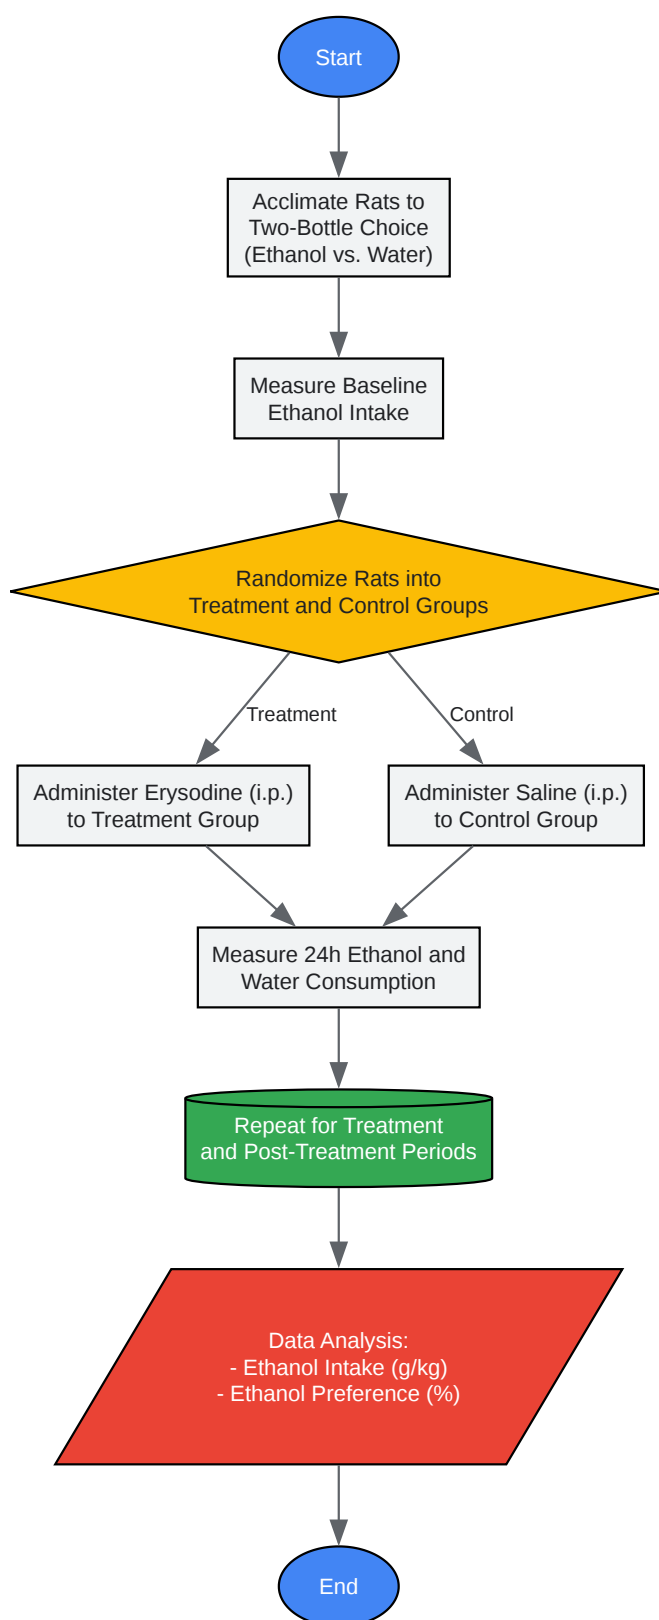 Start
Acclimate Rats to
Two-Bottle Choice
(Ethanol vs. Water)
Measure Baseline
Ethanol Intake
Randomize Rats into
Treatment and Control Groups
Treatment
Control
Administer Erysodine (i.p.)
to Treatment Group
Administer Saline (i.p.)
to Control Group
Measure 24h Ethanol and
Water Consumption
Repeat for Treatment
and Post-Treatment Periods
Data Analysis:
- Ethanol Intake (g/kg)
- Ethanol Preference (%)
End